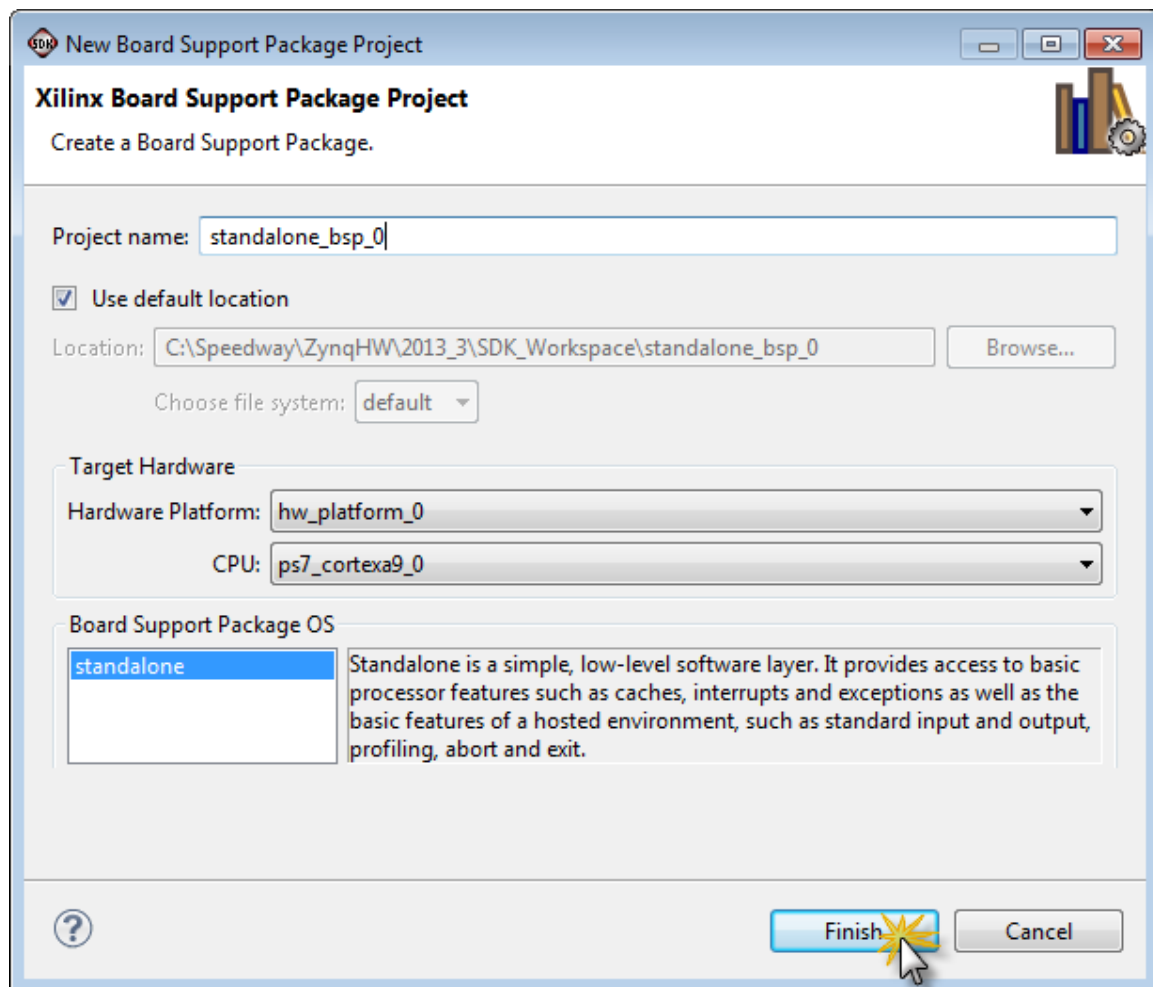 SDK New Board Support Package Project
Xilinx Board Support Package Project
Create a Board Support Package.
Project name: standalone_bsp_0
Use default location
Location: C:\Speedway\ZynqHW\2013_3\SDK_Workspace\standalone_bsp_0 Browse...
Choose file system: default
Target Hardware
Hardware Platform: hw_platform_0
CPU: ps7_cortexa9_0
Board Support Package OS
standalone
Standalone is a simple, low-level software layer. It provides access to basic
processor features such as caches, interrupts and exceptions as well as the
basic features of a hosted environment, such as standard input and output,
profiling, abort and exit.
? Finish Cancel